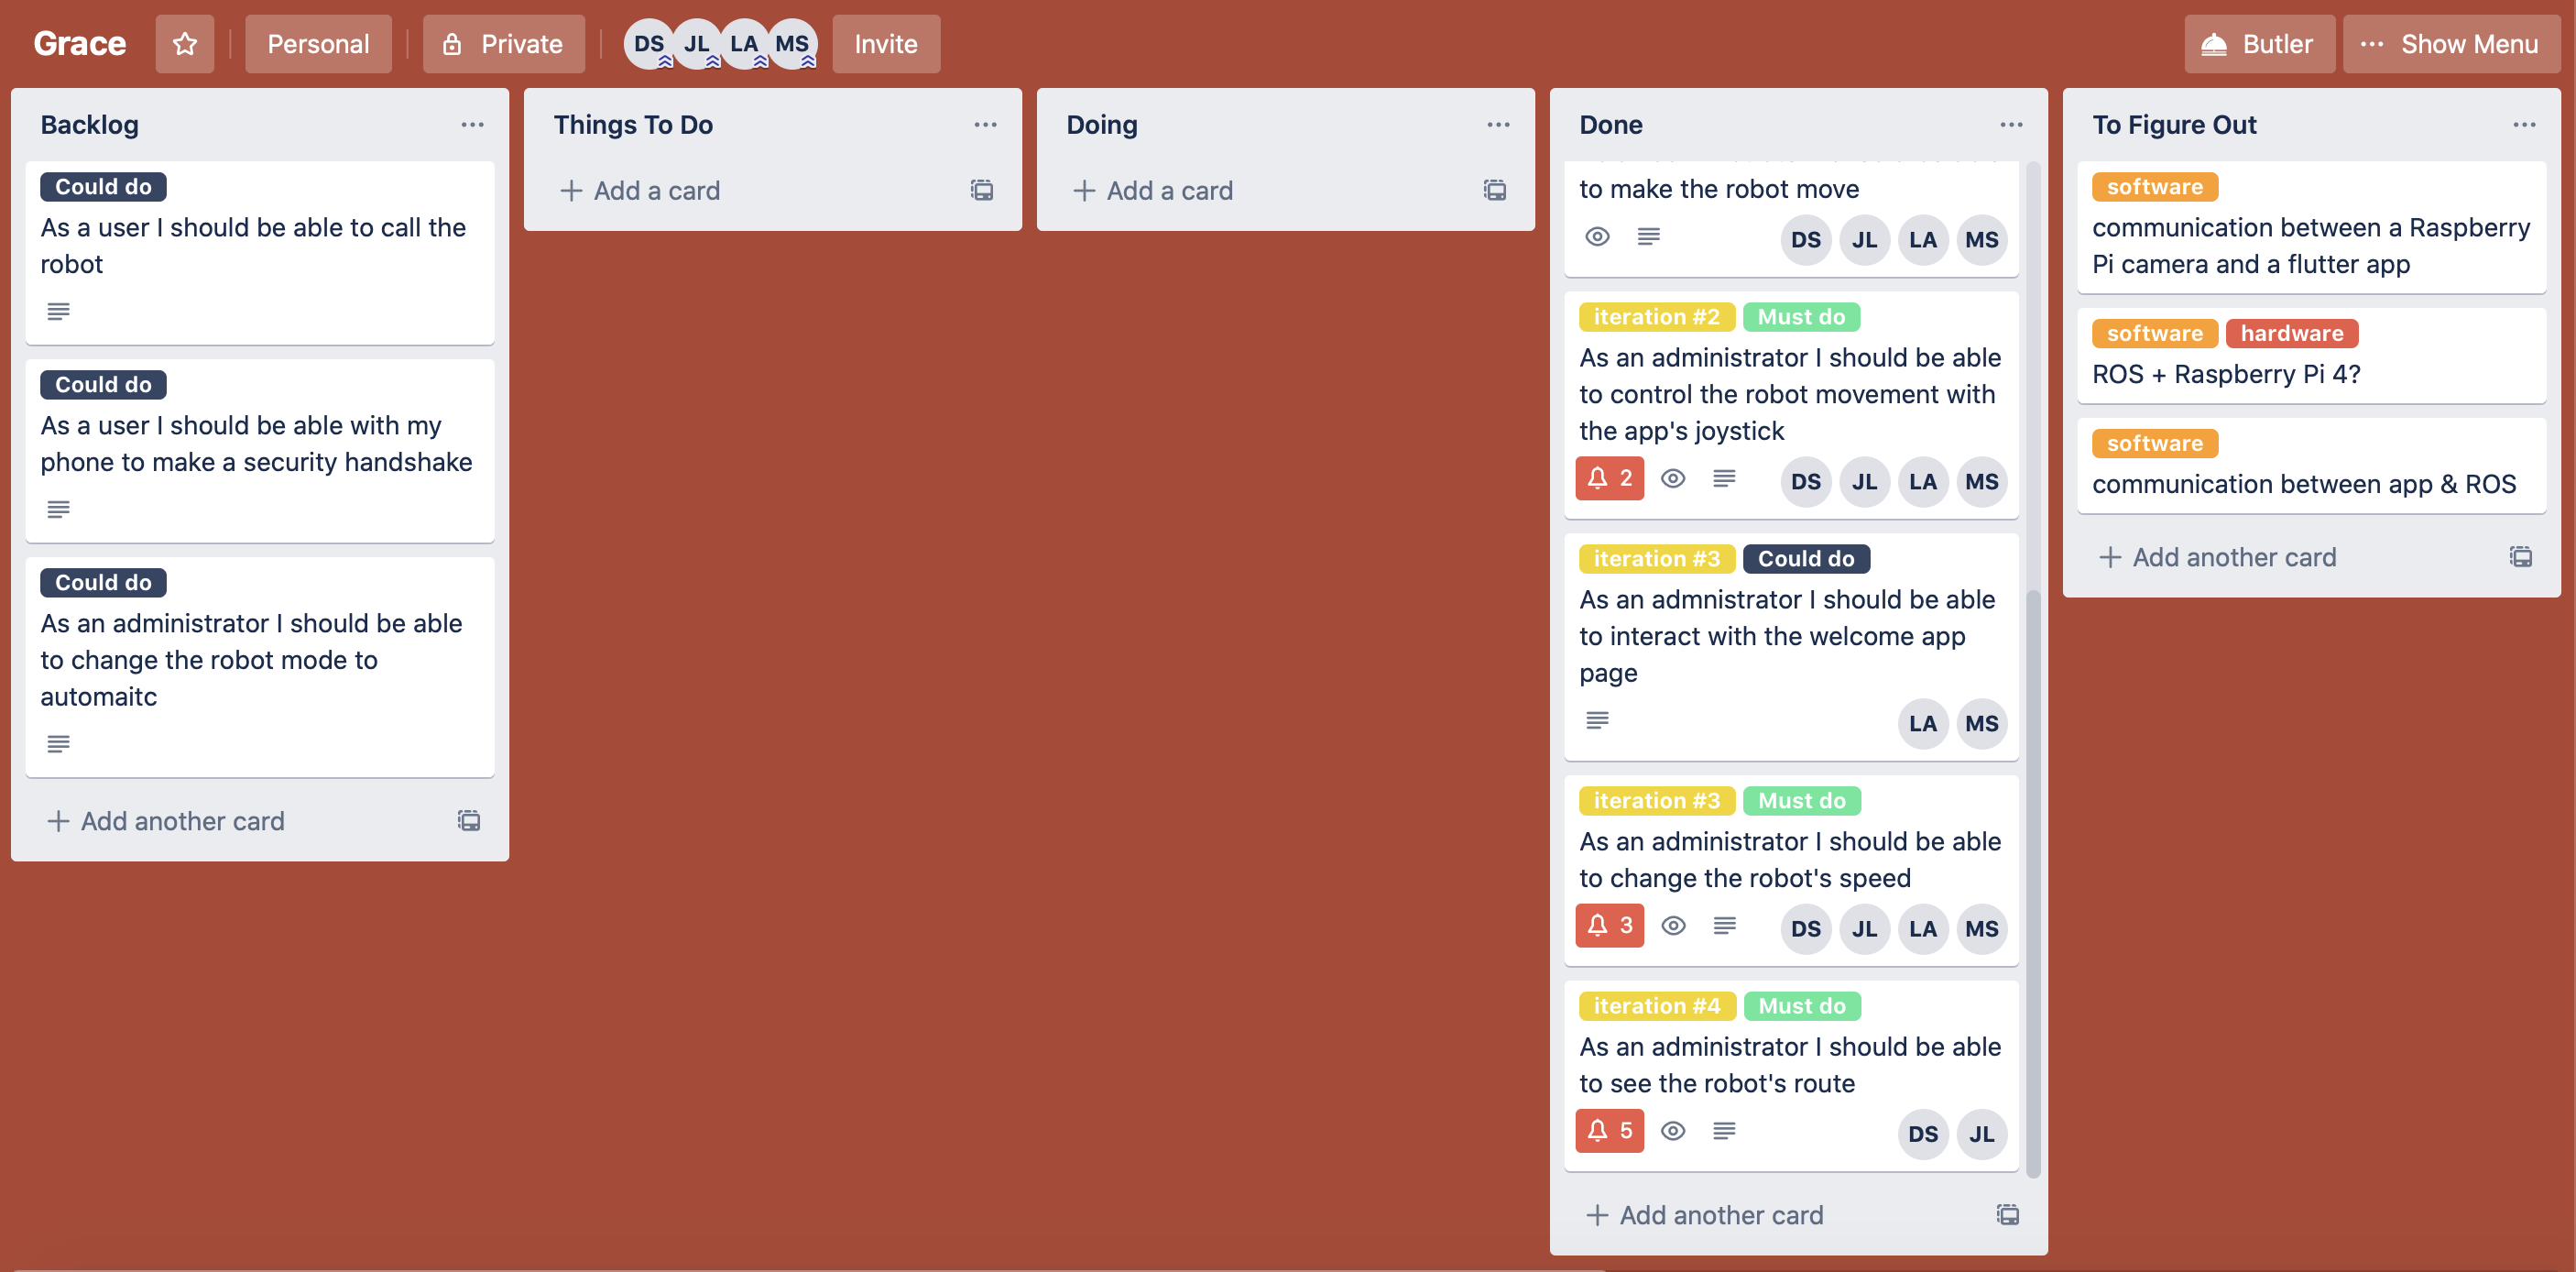 Grace
Personal
Private
DS JL LA MS
Invite
Butler
Show Menu
Backlog
Could do
As a user I should be able to call the
robot
Could do
As a user I should be able with my
phone to make a security handshake
Could do
As an administrator I should be able
to change the robot mode to
automaitc
+ Add another card
Things To Do
+ Add a card
Doing
+ Add a card
Done
to make the robot move
DS JL LA MS
iteration #2 Must do
As an administrator I should be able
to control the robot movement with
the app's joystick
2 DS JL LA MS
iteration #3 Could do
As an admnistrator I should be able
to interact with the welcome app
page
LA MS
iteration #3 Must do
As an administrator I should be able
to change the robot's speed
3 DS JL LA MS
iteration #4 Must do
As an administrator I should be able
to see the robot's route
5 DS JL
+ Add another card
To Figure Out
software
communication between a Raspberry
Pi camera and a flutter app
software hardware
ROS + Raspberry Pi 4?
software
communication between app & ROS
+ Add another card